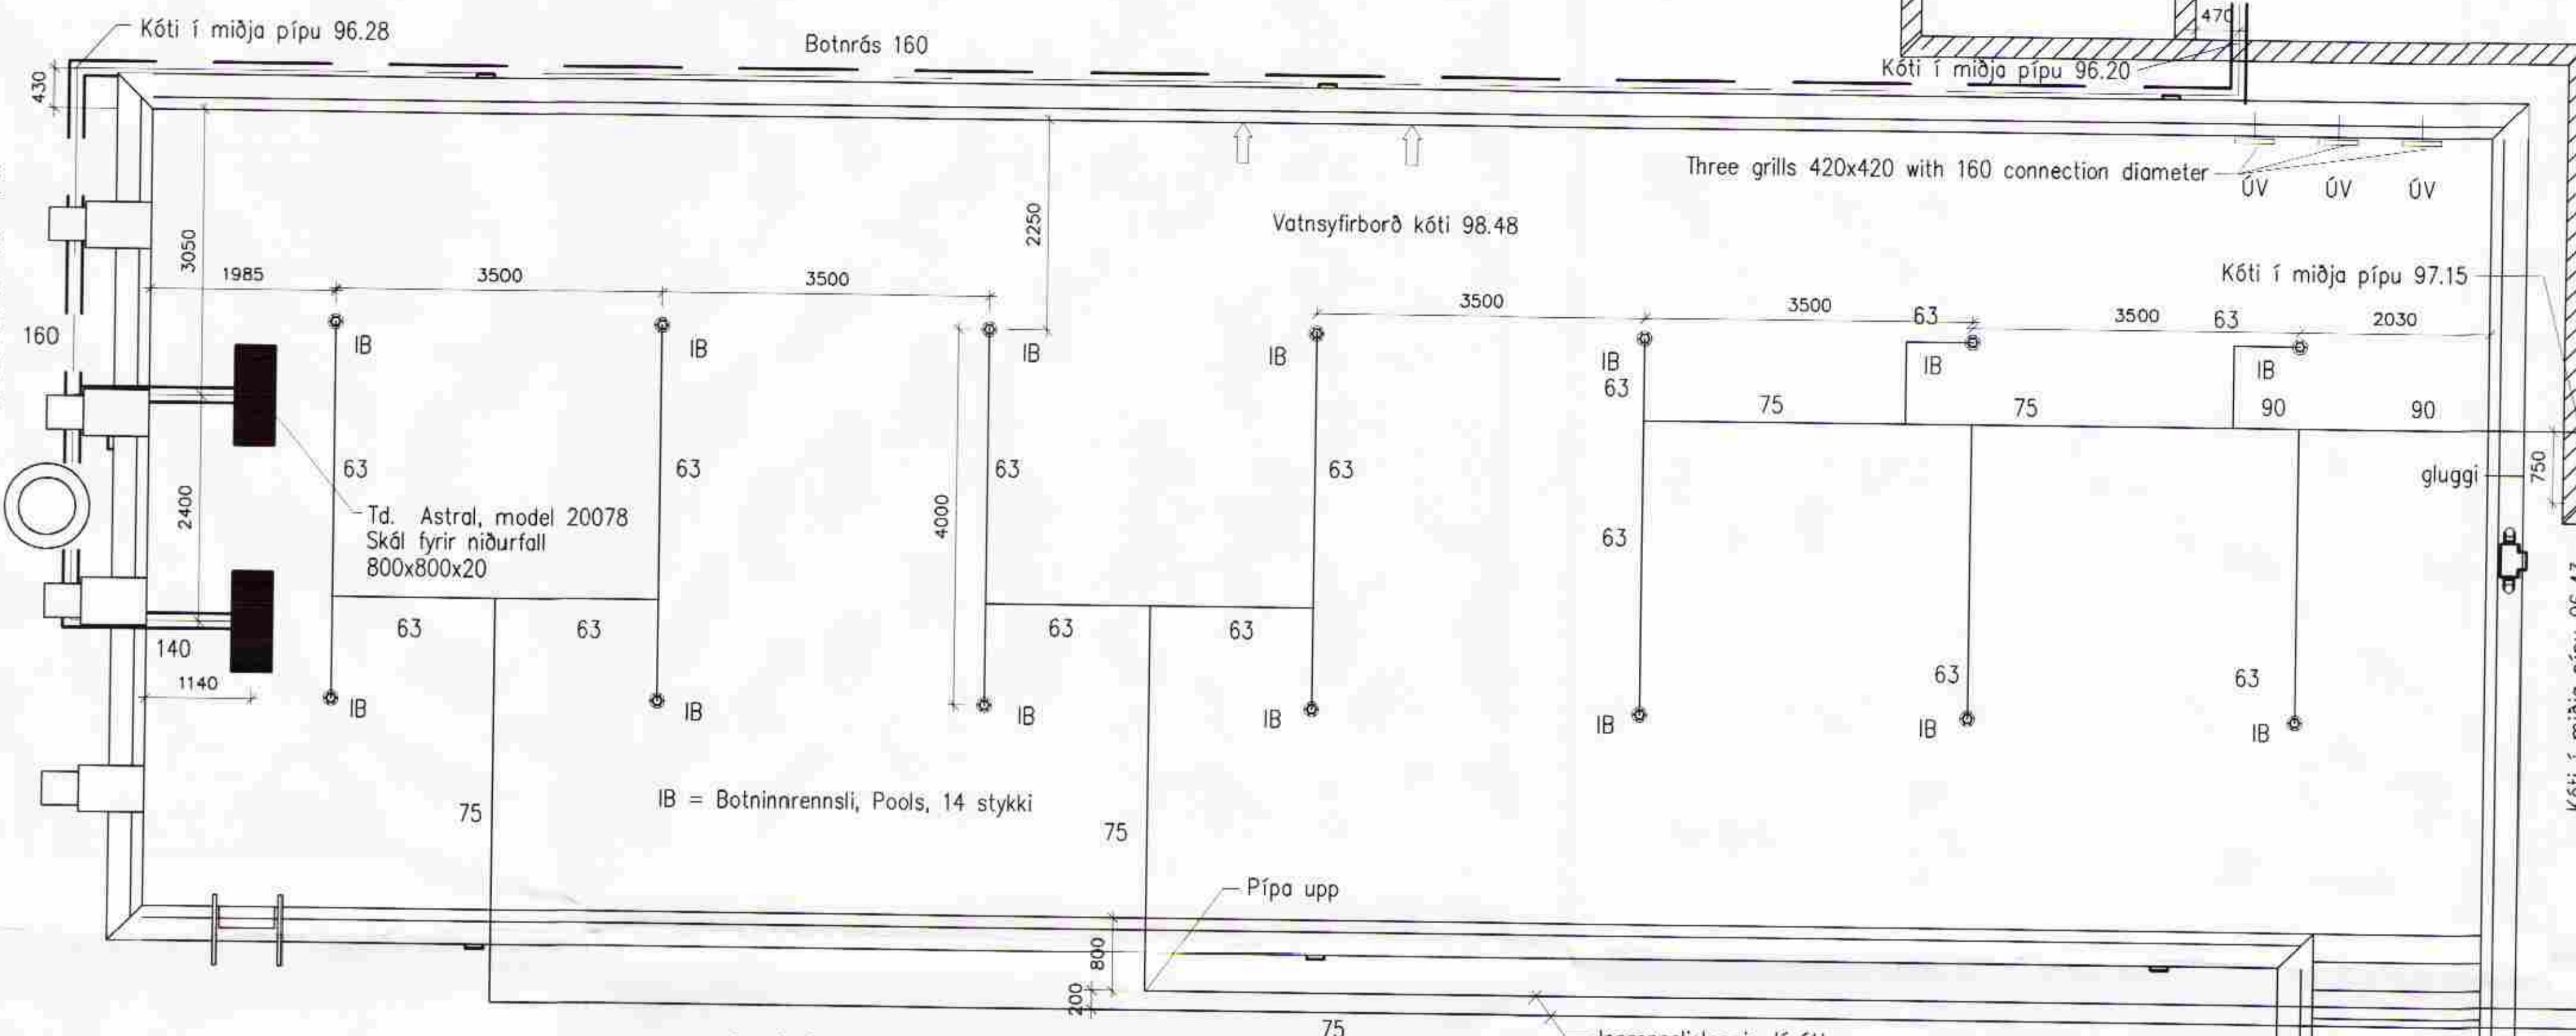 Kóti í miðja pípu 96.28
Botnrás 160
470
Kóti í miðja pípu 96.20
430
Three grills 420x420 with 160 connection diameter
ÚV
ÚV
ÚV
3050
2250
Vatnsyfirborð kóti 98.48
Kóti í miðja pípu 97.15
1985
3500
3500
3500
3500
63
3500
63
2030
160
IB
IB
IB
IB
IB
63
IB
IB
75
75
90
90
63
63
63
63
gluggi
750
2400
4000
Td. Astral, model 20078
Skál fyrir niðurfall
800x800x20
63
63
63
63
63
140
1140
63
63
IB
IB
IB
IB
IB
IB
IB
IB = Botninnrennsli, Pools, 14 stykki
75
75
Pípa upp
800
200
75